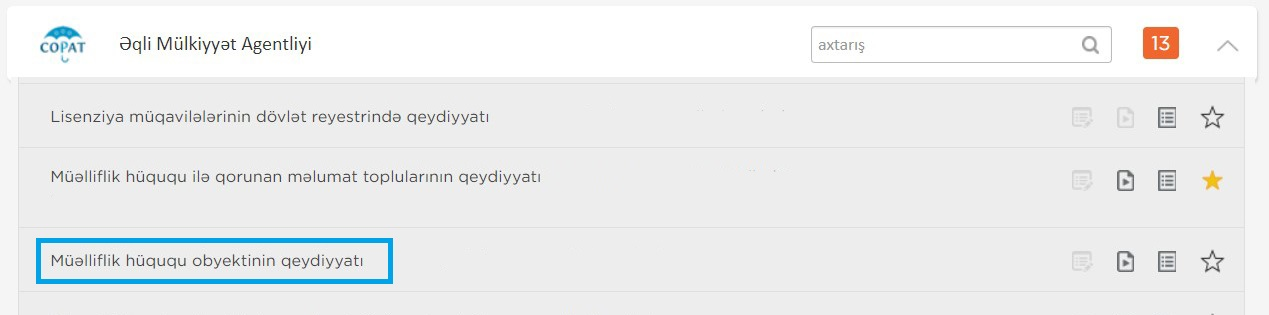 COPAT
Əqli Mülkiyyət Agentliyi
axtarış
13
Lisenziya müqavilələrinin dövlət reyestrində qeydiyyatı
Müəlliflik hüququ ilə qorunan məlumat toplularının qeydiyyatı
Müəlliflik hüququ obyektinin qeydiyyatı